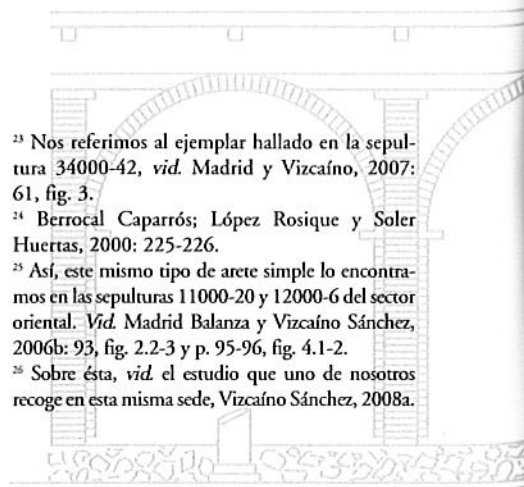 ²³ Nos referimos al ejemplar hallado en la sepul-
tura 34000-42, vid. Madrid y Vizcaíno, 2007:
61, fig. 3.
²⁴ Berrocal Caparrós; López Rosique y Soler
Huertas, 2000: 225-226.
²⁵ Así, este mismo tipo de arete simple lo encontra-
mos en las sepulturas 11000-20 y 12000-6 del sector
oriental. Vid. Madrid Balanza y Vizcaíno Sánchez,
2006b: 93, fig. 2.2-3 y p. 95-96, fig. 4.1-2.
²⁶ Sobre ésta, vid. el estudio que uno de nosotros
recoge en esta misma sede, Vizcaíno Sánchez, 2008a.